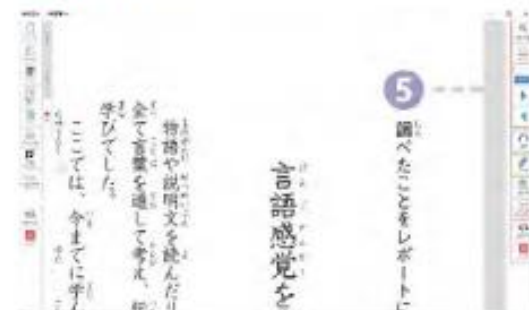 5
調べたことをレポートに
言語感覚を
物語や説明文を読んだり
全て言葉を通して考え、伝
学びでした。
ここでは、今までに学ん